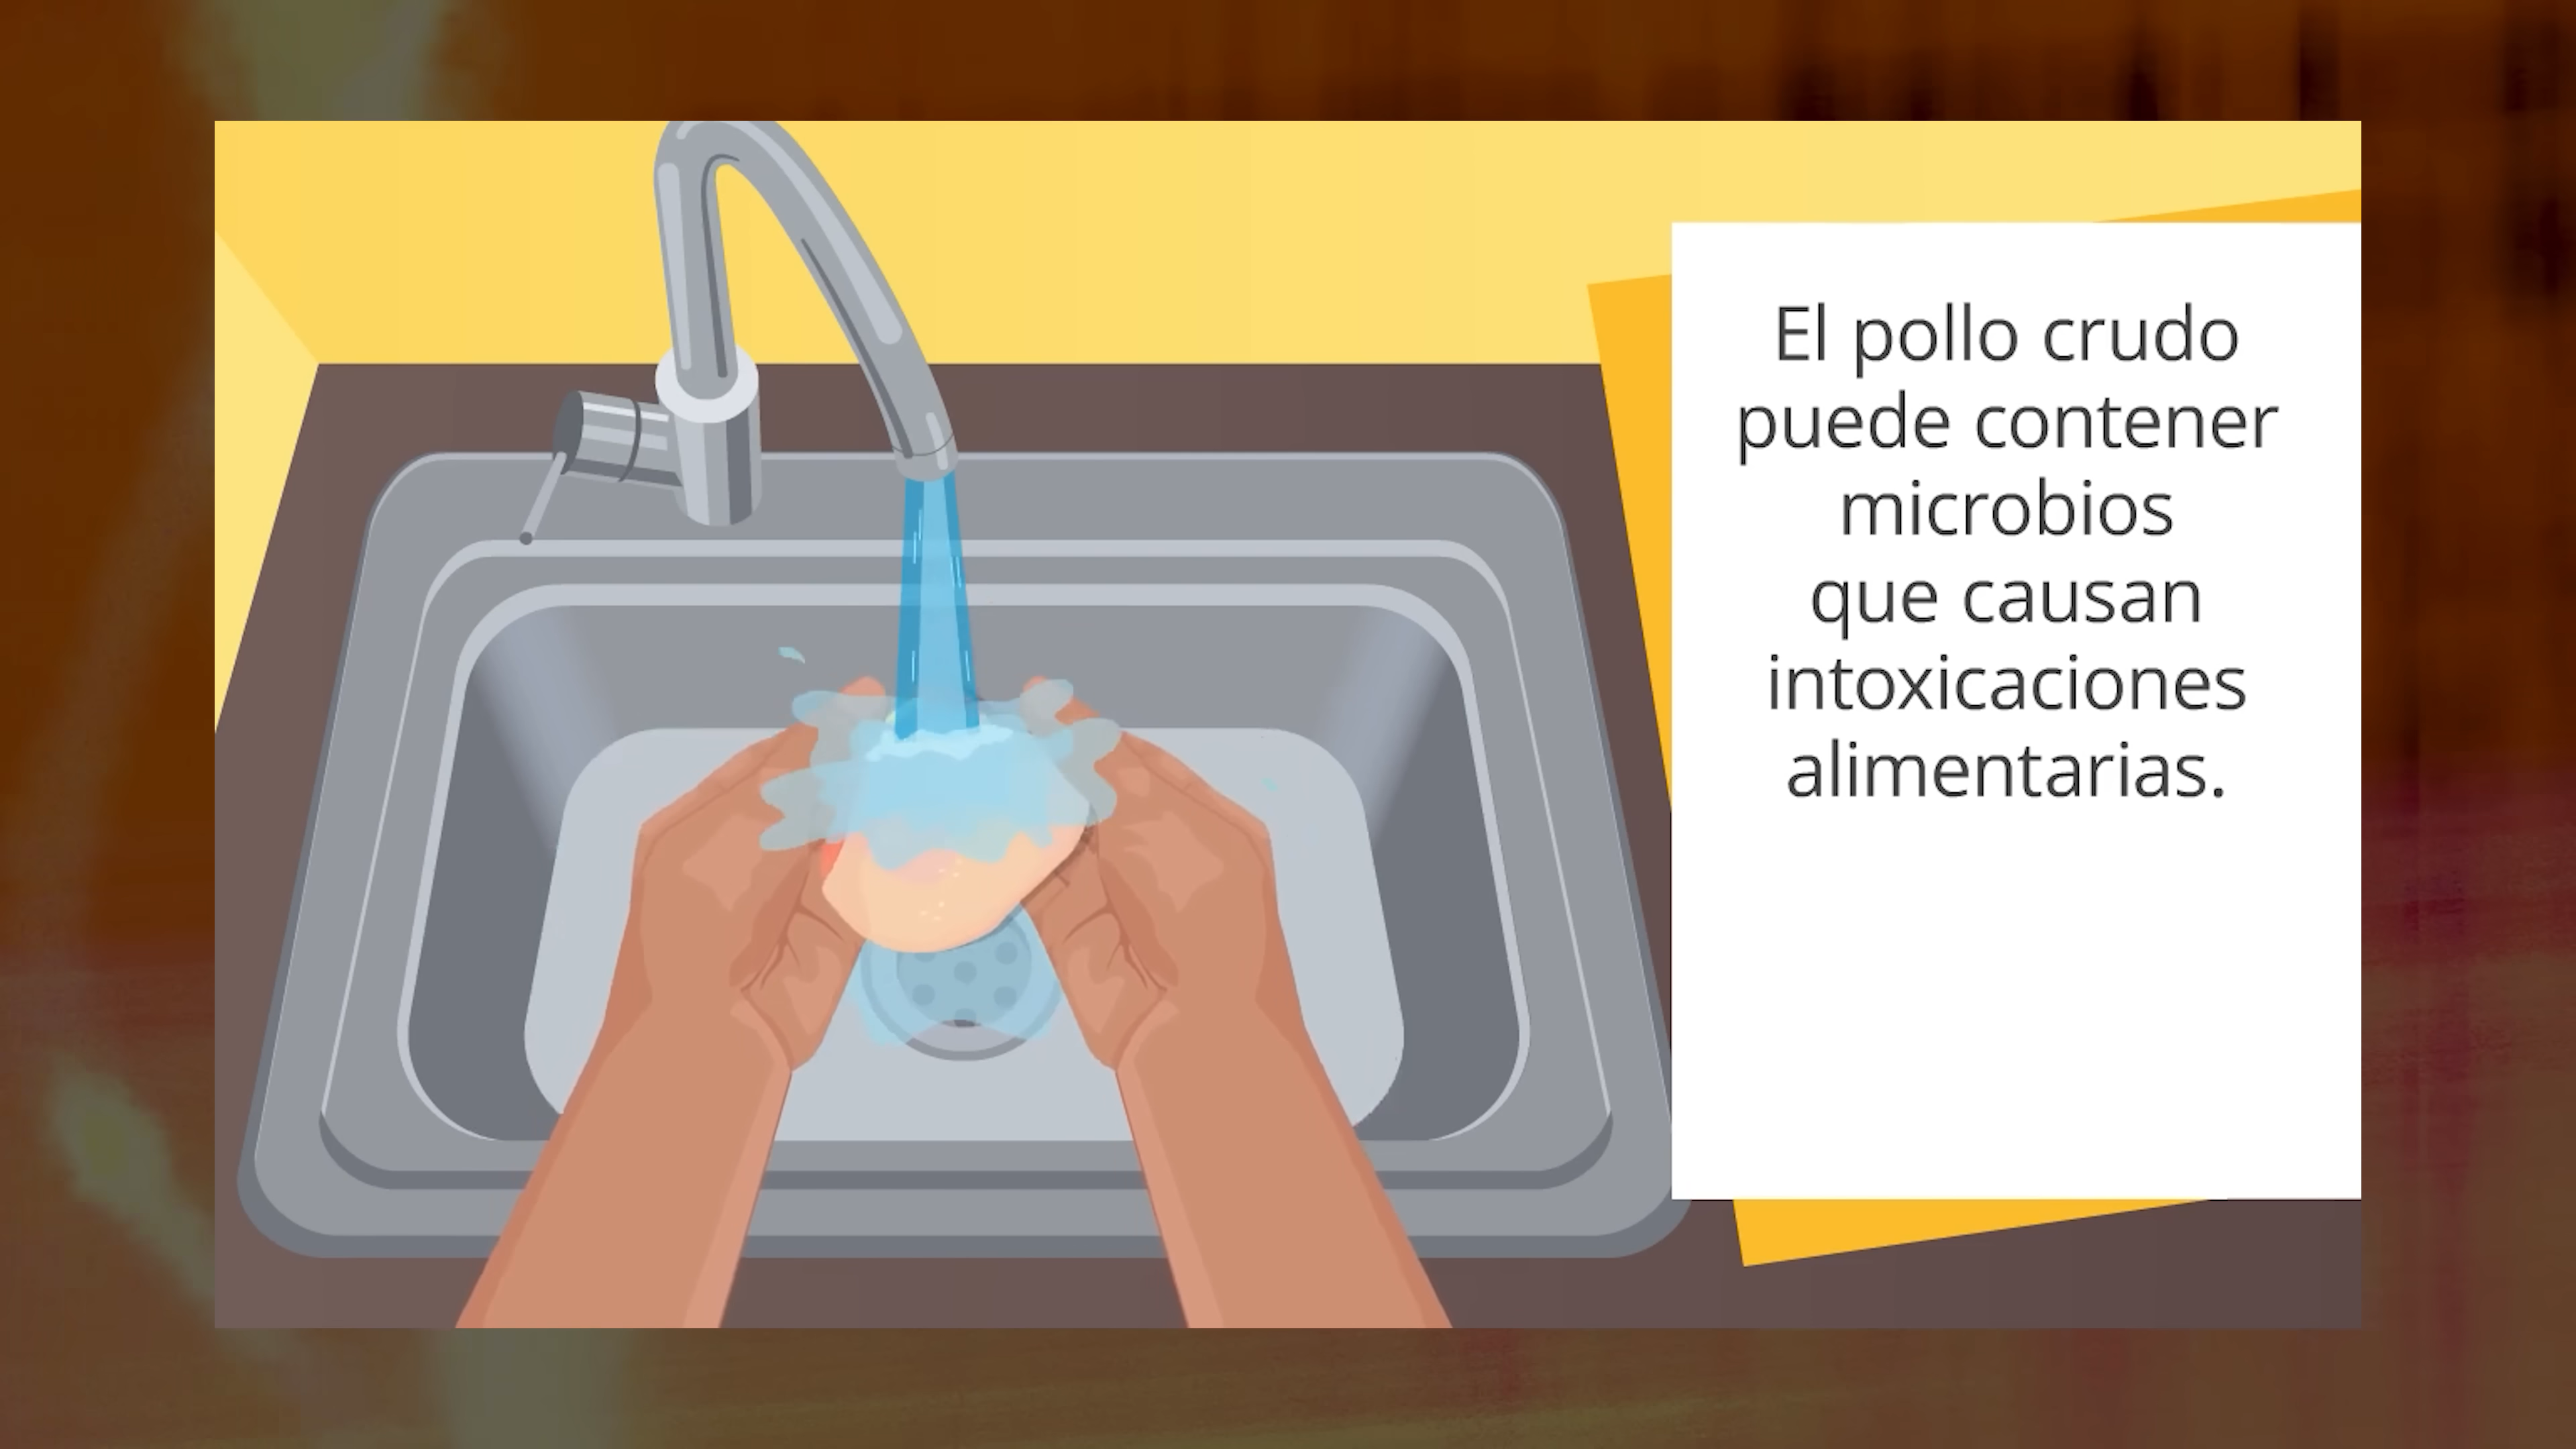 El pollo crudo
puede contener
microbios
que causan
intoxicaciones
alimentarias.